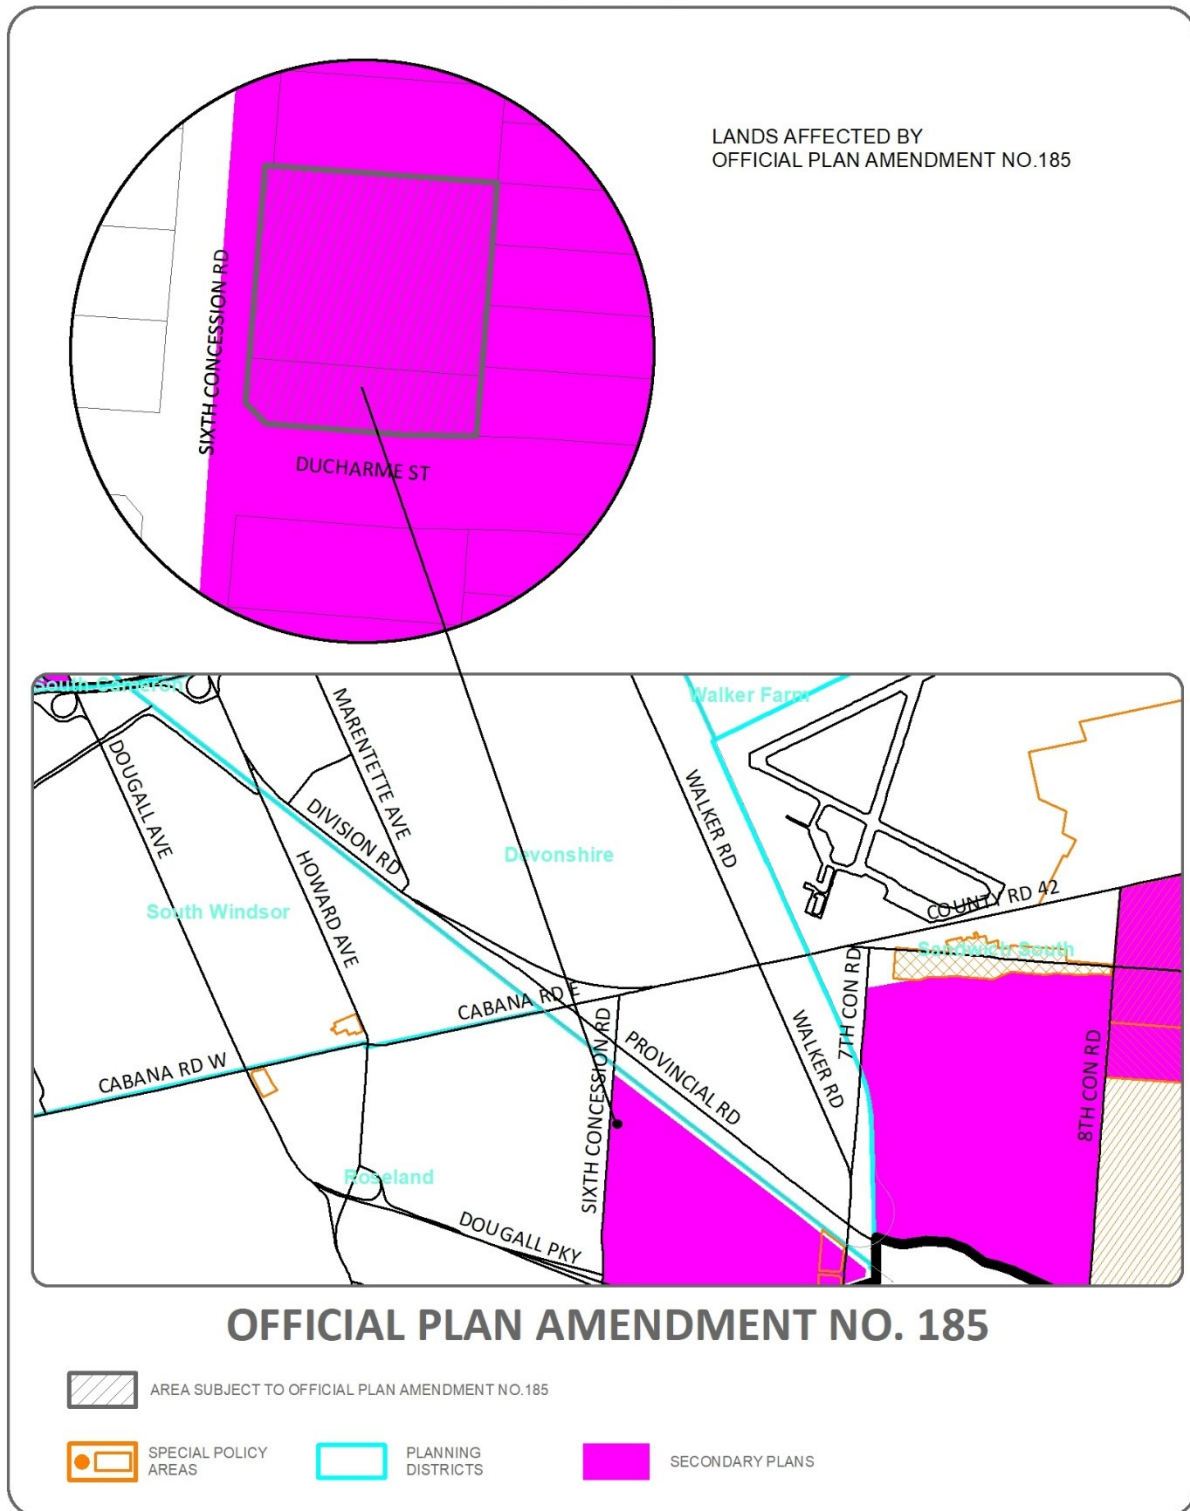 LANDS AFFECTED BY
OFFICIAL PLAN AMENDMENT NO.185
SIXTH CONCESSION RD
DUCHARME ST
South Cameron
Walker Farm
MARENTETTE AVE
DOUGALL AVE
WALKER RD
DIVISION RD
HOWARD AVE
Devonshire
South Windsor
COUNTY RD 42
Sandwich South
CABANA RD E
7TH CON RD
CABANA RD W
SIXTH CONCESSION RD
PROVINCIAL RD
WALKER RD
8TH CON RD
Roseland
DOUGALL PKY
OFFICIAL PLAN AMENDMENT NO. 185
AREA SUBJECT TO OFFICIAL PLAN AMENDMENT NO.185
SPECIAL POLICY
AREAS
PLANNING
DISTRICTS
SECONDARY PLANS